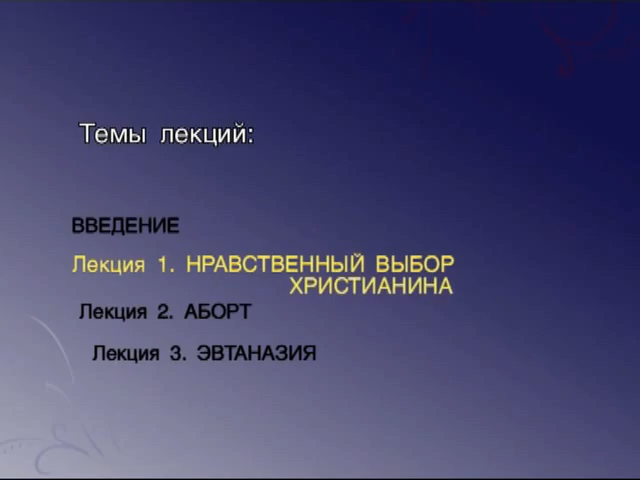 Темы лекций:
ВВЕДЕНИЕ
Лекция 1. НРАВСТВЕННЫЙ ВЫБОР
ХРИСТИАНИНА
Лекция 2. АБОРТ
Лекция 3. ЭВТАНАЗИЯ